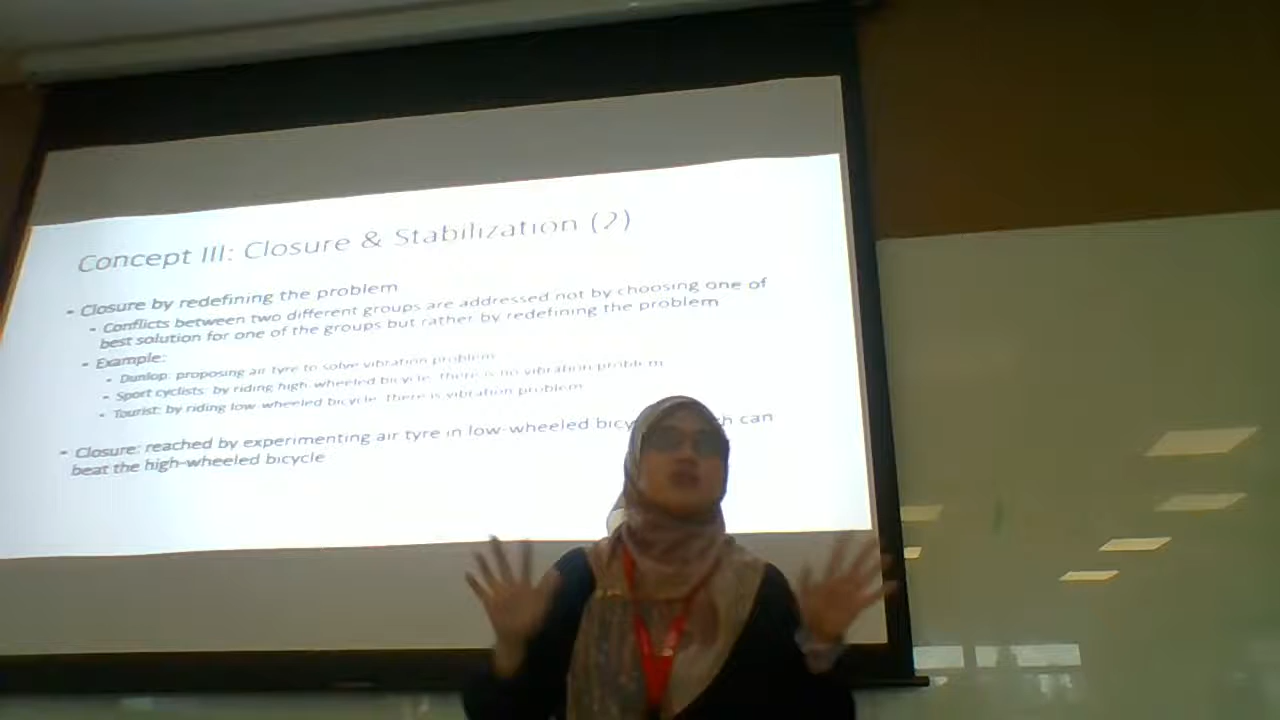 Concept III: Closure & Stabilization (2)
Closure by redefining the problem
Conflicts between two different groups are addressed not by choosing one of
best solution for one of the groups but rather by redefining the problem
Example:
Dunlop: proposing air tyre to solve vibration problem
Sport cyclists: by riding high-wheeled bicycle, there is no vibration problem
Tourist: by riding low-wheeled bicycle, there is vibration problem
Closure: reached by experimenting air tyre in low-wheeled can
beat the high-wheeled bicycle